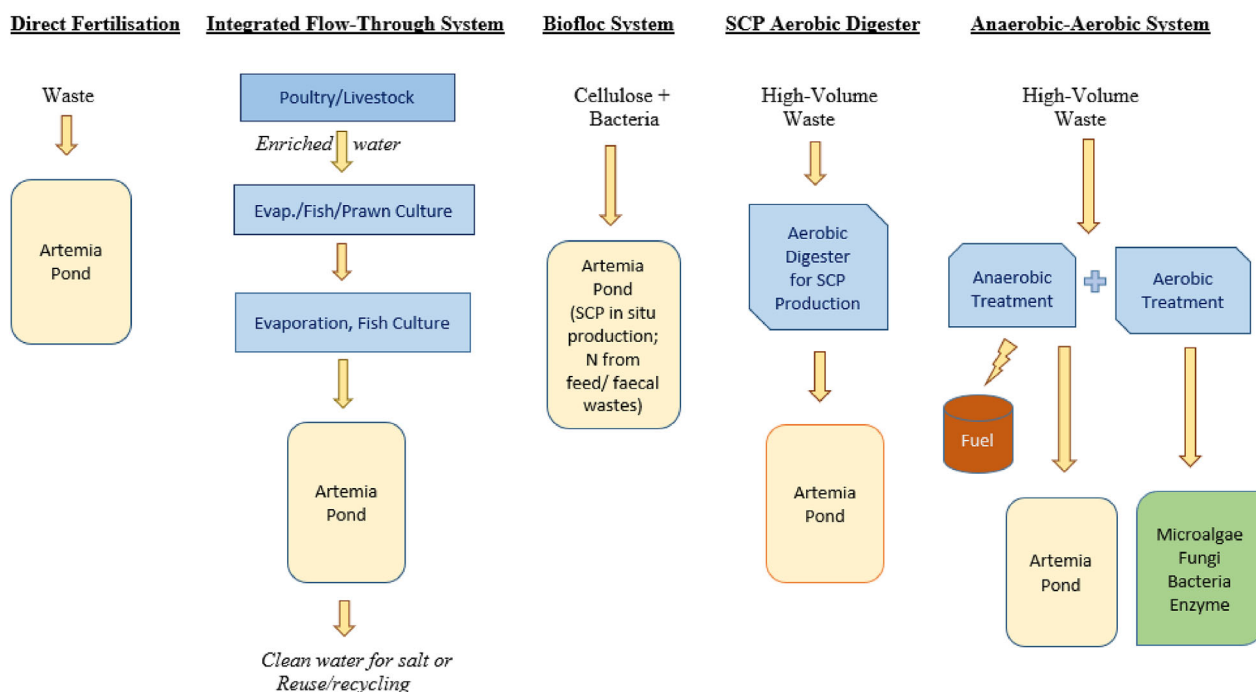 Direct Fertilisation
Waste
Artemia
Pond
Integrated Flow-Through System
Poultry/Livestock
Enriched water
Evap./Fish/Prawn Culture
Evaporation, Fish Culture
Artemia
Pond
Clean water for salt or
Reuse/recycling
Biofloc System
Cellulose +
Bacteria
Artemia
Pond
(SCP in situ
production;
N from
feed/ faecal
wastes)
SCP Aerobic Digester
High-Volume
Waste
Aerobic
Digester
for SCP
Production
Artemia
Pond
Anaerobic-Aerobic System
High-Volume
Waste
Anaerobic
Treatment
Aerobic
Treatment
Fuel
Artemia
Pond
Microalgae
Fungi
Bacteria
Enzyme